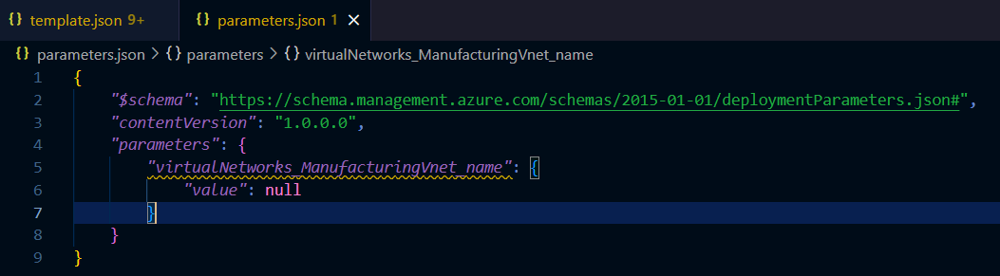 {} template.json 9+ {} parameters.json 1 ×
{} parameters.json > {} parameters > {} virtualNetworks_ManufacturingVnet_name
1 {
2 "$schema": "https://schema.management.azure.com/schemas/2015-01-01/deploymentParameters.json#",
3 "contentVersion": "1.0.0.0",
4 "parameters": {
5 "virtualNetworks_ManufacturingVnet_name": {
6 "value": null
7 }
8 }
9 }